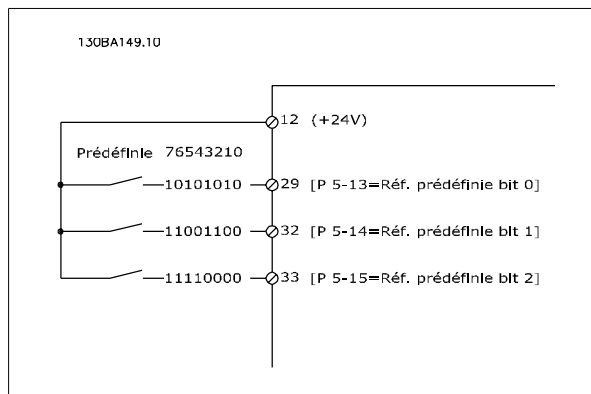 130BA149.10
12 (+24V)
Prédéfinie 76543210
10101010 29 [P 5-13=Réf. prédéfinie bit 0]
11001100 32 [P 5-14=Réf. prédéfinie bit 1]
11110000 33 [P 5-15=Réf. prédéfinie bit 2]